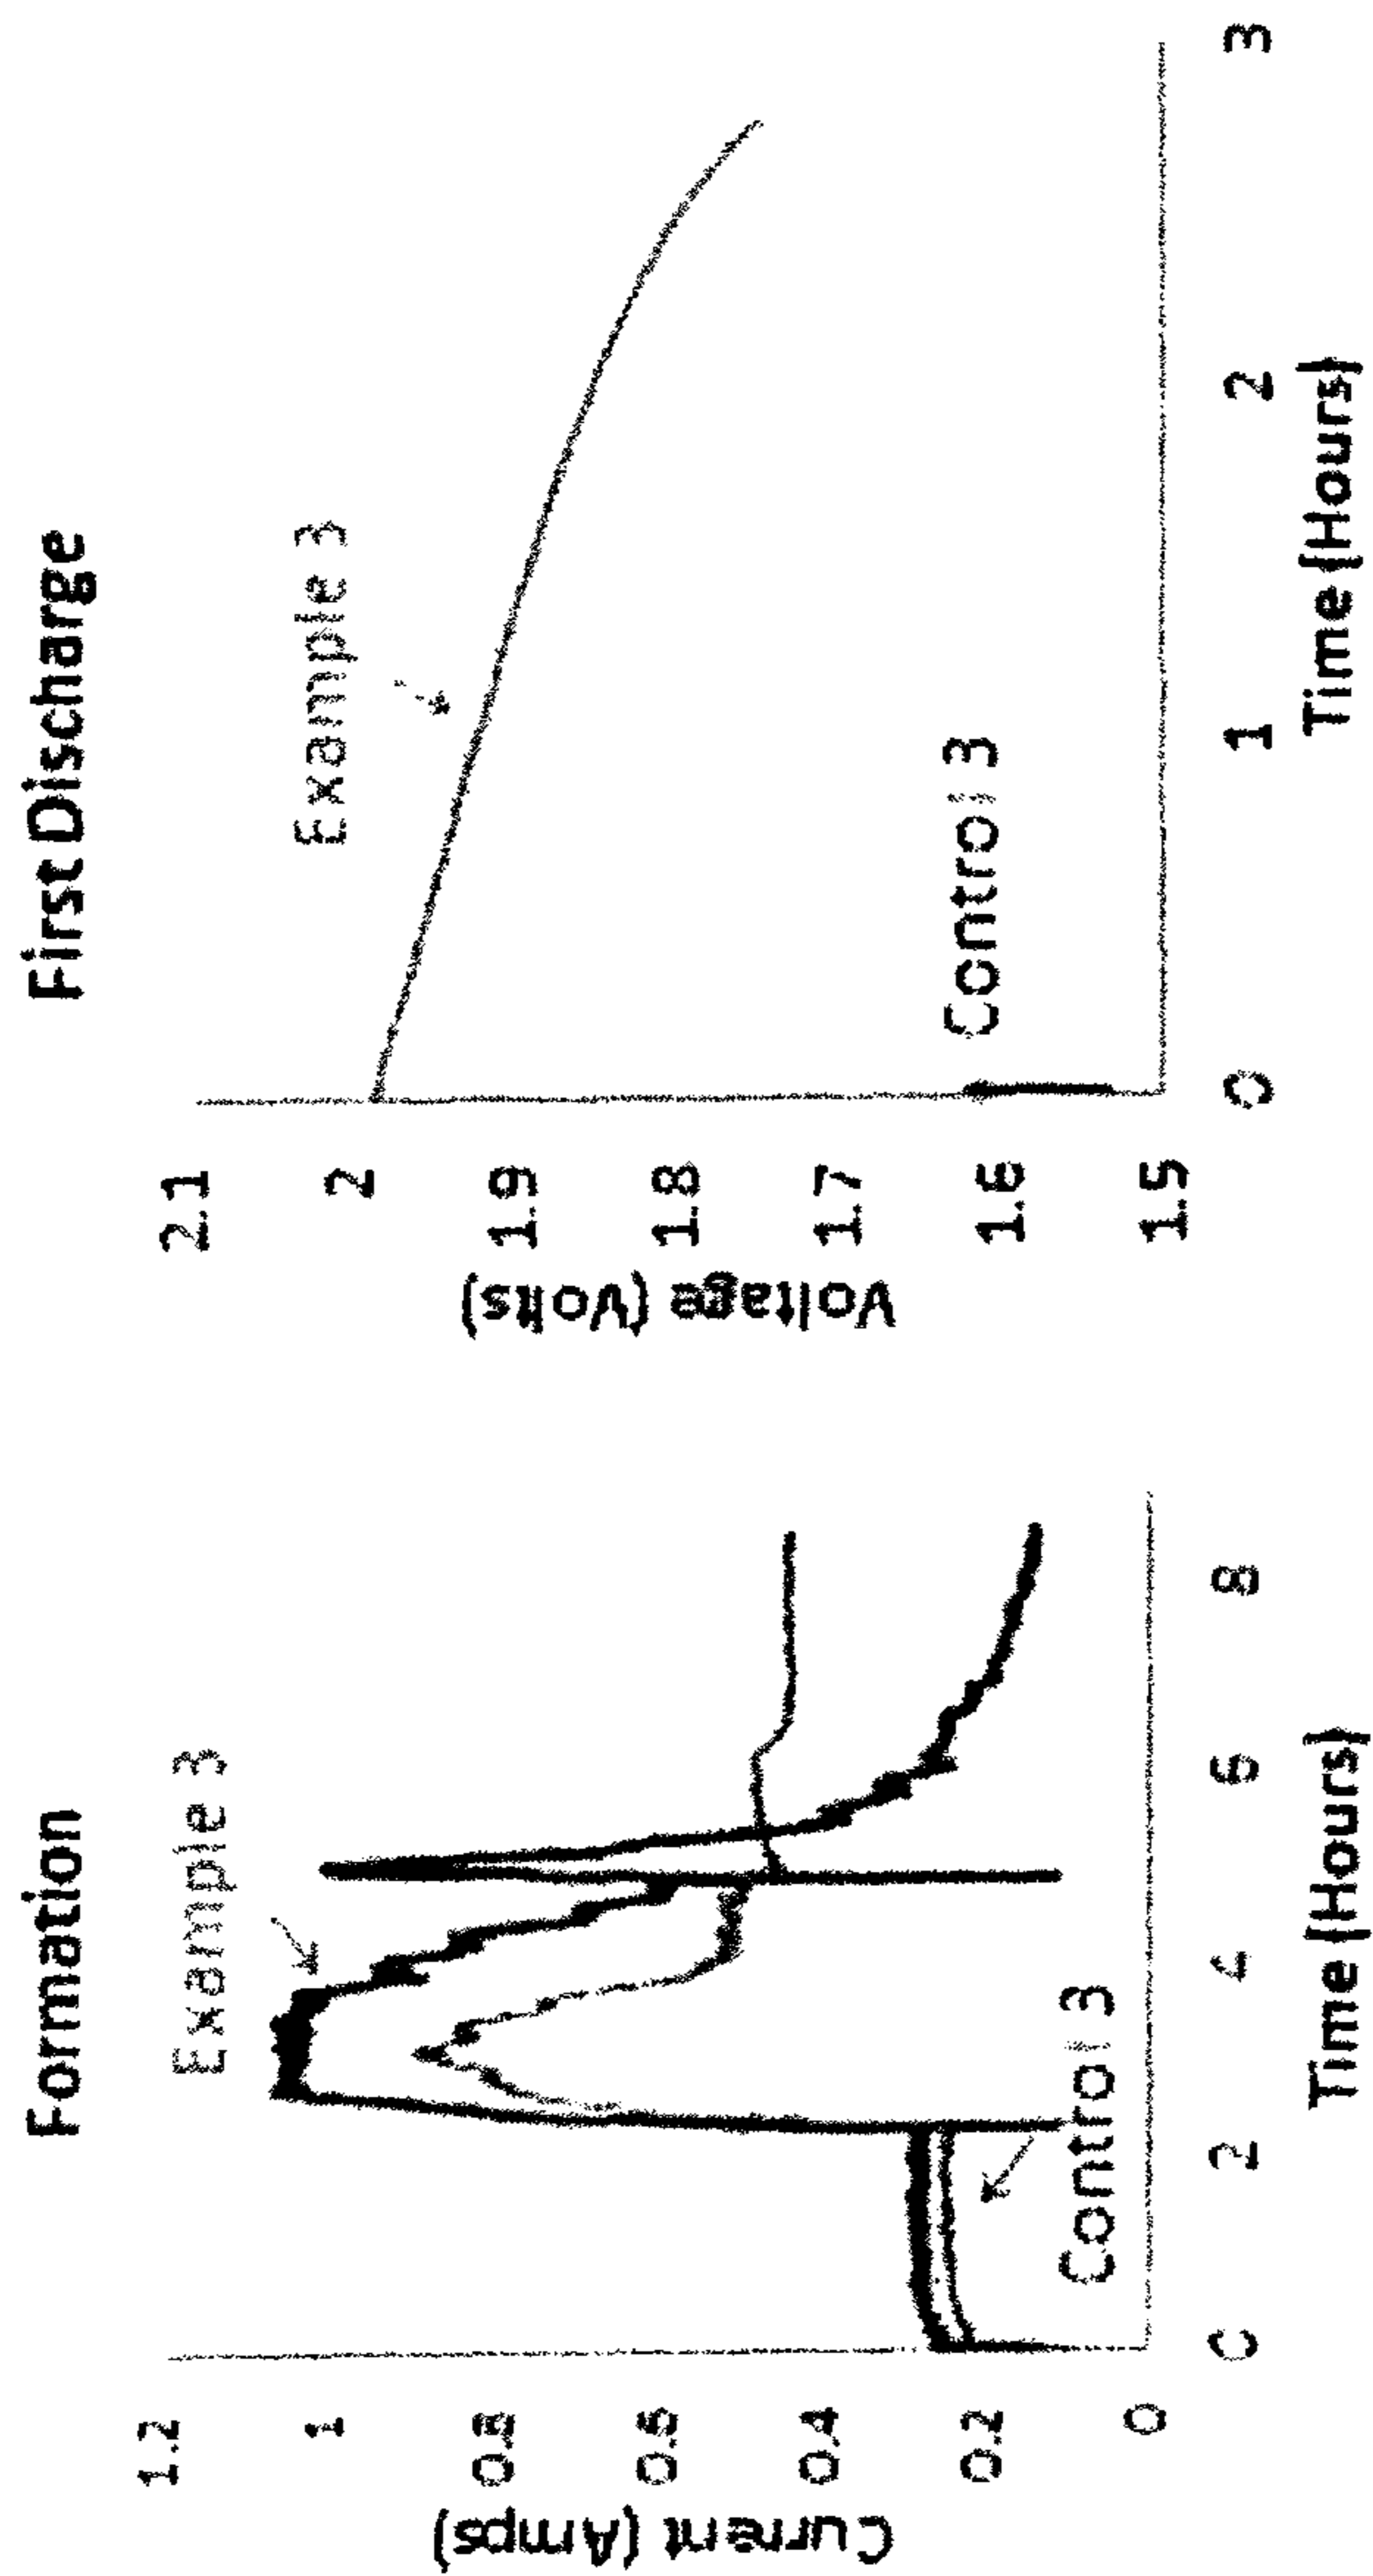 Formation
Current (Amps)
1.2
1
0.8
0.6
0.4
0.2
0
Example 3
Control 3
0
2
4
6
8
Time (Hours)
First Discharge
Voltage (Volts)
2.1
2
1.9
1.8
1.7
1.6
1.5
Example 3
Control 3
0
1
2
3
Time (Hours)